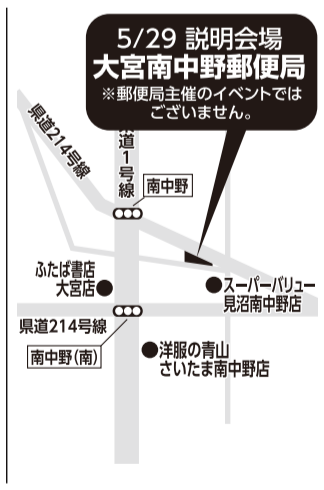 5/29 説明会場
大宮南中野郵便局
※郵便局主催のイベントでは
ございません。
県道214号線
道1号線
南中野
ふたば書店
大宮店
スーパーバリュー
見沼南中野店
県道214号線
南中野(南)
洋服の青山
さいたま南中野店